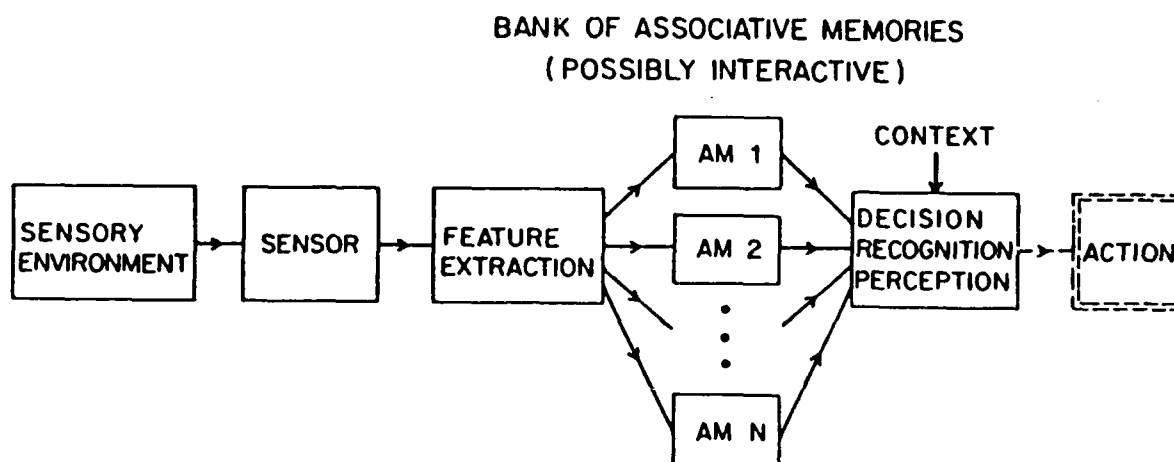 BANK OF ASSOCIATIVE MEMORIES
(POSSIBLY INTERACTIVE)
SENSORY
ENVIRONMENT
SENSOR
FEATURE
EXTRACTION
AM 1
AM 2
AM N
CONTEXT
DECISION
RECOGNITION
PERCEPTION
ACTION